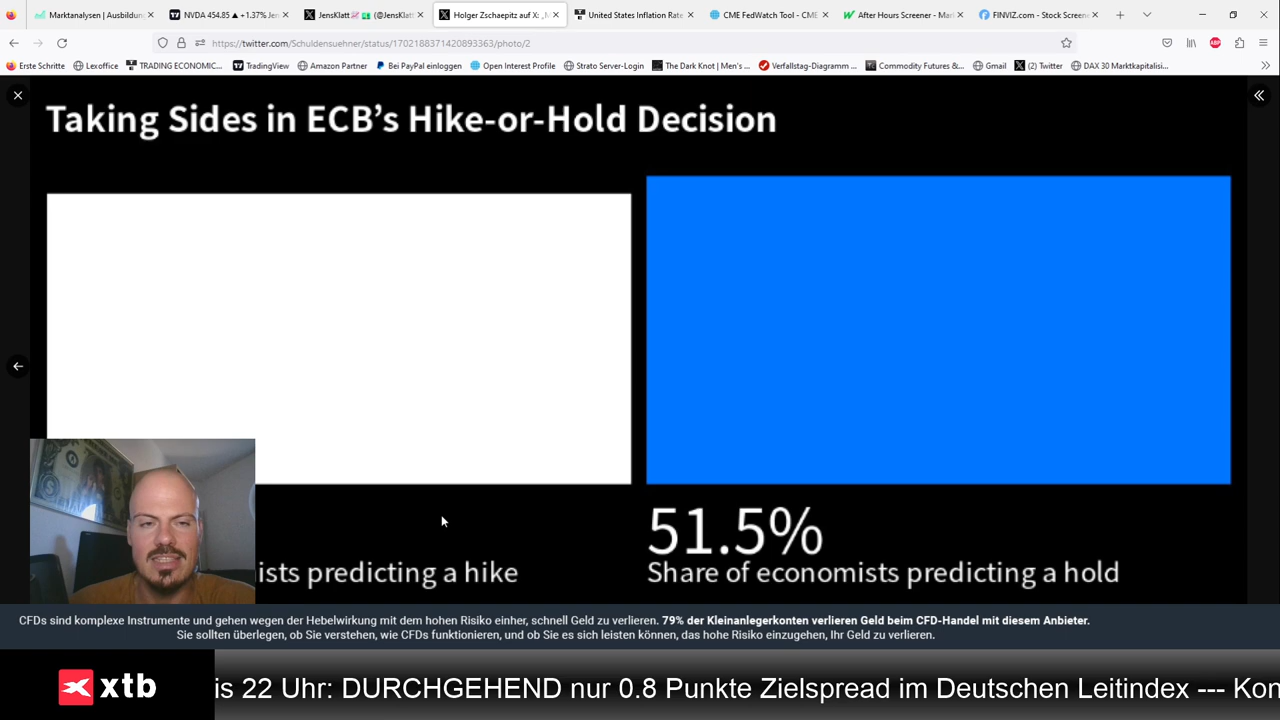 Marktanalysen | Ausbildun
NVDA 454.85 ▲ +1.37% Jen
JensKlatt (@JensKlatt
Holger Zschaepitz auf X: „
United States Inflation Rate
CME FedWatch Tool - CME
After Hours Screener - Mar
FINVIZ.com - Stock Screene
https://twitter.com/Schuldensuehner/status/1702188371420893363/photo/2
Erste Schritte
Lexoffice
TRADING ECONOMIC...
TradingView
Amazon Partner
Bei PayPal einloggen
Open Interest Profile
Strato Server-Login
The Dark Knot | Men's ...
Verfallstag-Diagramm ...
Commodity Futures &...
Gmail
(2) Twitter
DAX 30 Marktkapitalisi...
Taking Sides in ECB's Hike-or-Hold Decision
51.5%
ists predicting a hike
Share of economists predicting a hold
CFDs sind komplexe Instrumente und gehen wegen der Hebelwirkung mit dem hohen Risiko einher, schnell Geld zu verlieren. 79% der Kleinanlegerkonten verlieren Geld beim CFD-Handel mit diesem Anbieter.
Sie sollten überlegen, ob Sie verstehen, wie CFDs funktionieren, und ob Sie es sich leisten können, das hohe Risiko einzugehen, Ihr Geld zu verlieren.
xtb
is 22 Uhr: DURCHGEHEND nur 0.8 Punkte Zielspread im Deutschen Leitindex --- Kon